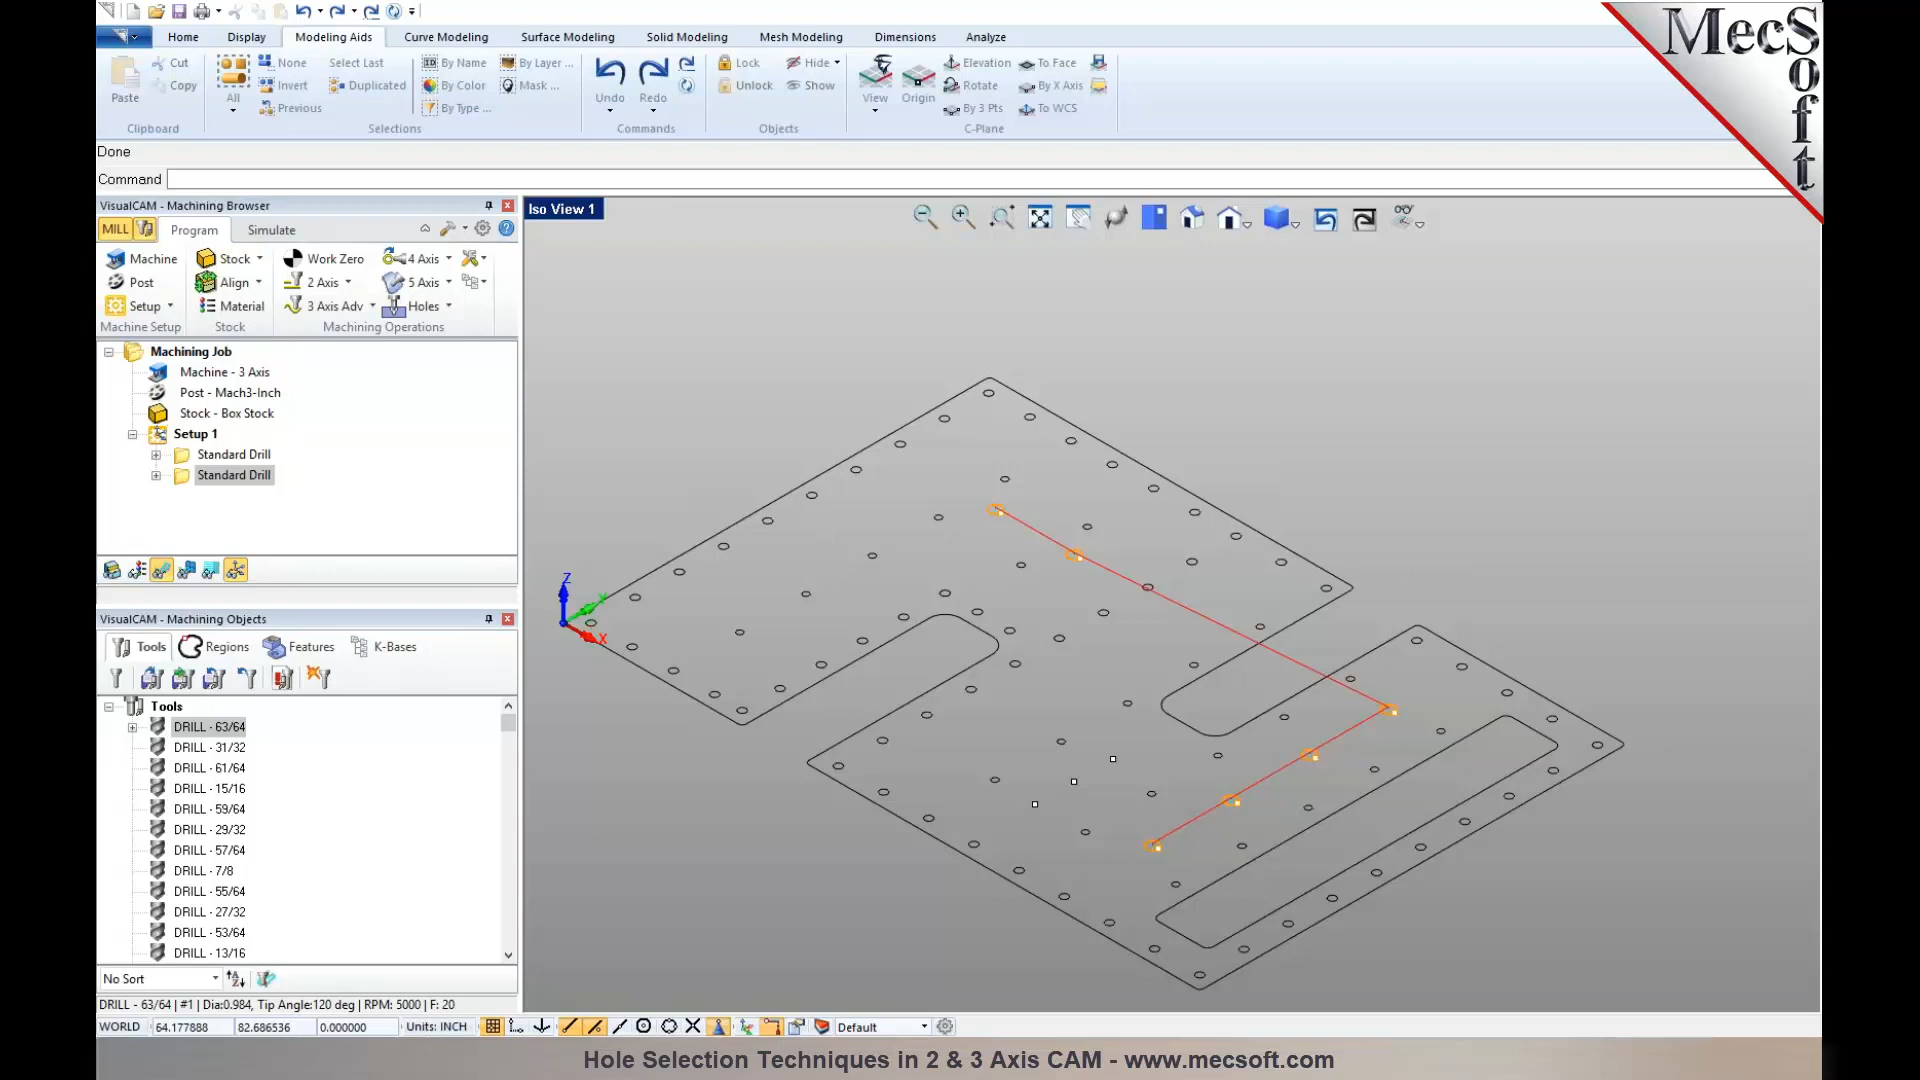 MecSoft
Home Display Modeling Aids Curve Modeling Surface Modeling Solid Modeling Mesh Modeling Dimensions Analyze
Paste Cut Copy All None Invert Previous Select Last Duplicated By Name By Color By Type ... By Layer ... Mask ... Undo Redo Lock Unlock Hide Show View Origin Elevation Rotate By 3 Pts To Face By X Axis To WCS
Clipboard Selections Commands Objects C-Plane
Done
Command
VisualCAM - Machining Browser
Iso View 1
MILL Program Simulate
Machine Stock Work Zero 4 Axis
Post Align 2 Axis 5 Axis
Setup Material 3 Axis Adv Holes
Machine Setup Stock Machining Operations
Machining Job
Machine - 3 Axis
Post - Mach3-Inch
Stock - Box Stock
Setup 1
Standard Drill
Standard Drill
Z
Y
X
VisualCAM - Machining Objects
Tools Regions Features K-Bases
Tools
DRILL - 63/64
DRILL - 31/32
DRILL - 61/64
DRILL - 15/16
DRILL - 59/64
DRILL - 29/32
DRILL - 57/64
DRILL - 7/8
DRILL - 55/64
DRILL - 27/32
DRILL - 53/64
DRILL - 13/16
No Sort
DRILL - 63/64 | #1 | Dia:0.984, Tip Angle:120 deg | RPM: 5000 | F: 20
WORLD 64.177888 82.686536 0.000000 Units: INCH Default
Hole Selection Techniques in 2 & 3 Axis CAM - www.mecsoft.com